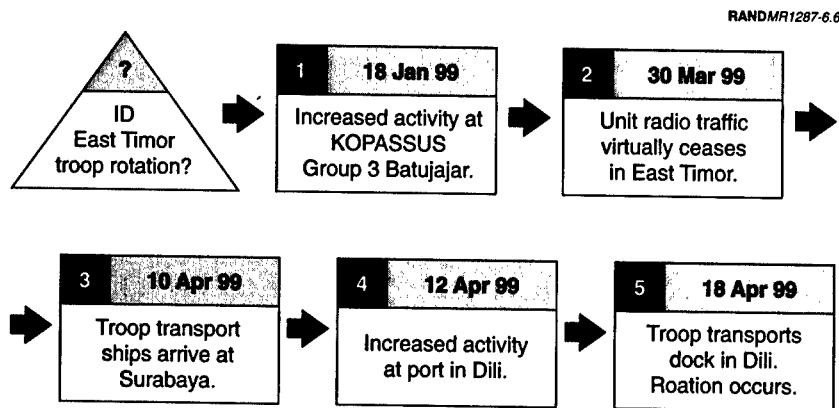 RANDMR1287-6.6
?
ID
East Timor
troop rotation?
1 18 Jan 99
Increased activity at
KOPASSUS
Group 3 Batujajar.
2 30 Mar 99
Unit radio traffic
virtually ceases
in East Timor.
3 10 Apr 99
Troop transport
ships arrive at
Surabaya.
4 12 Apr 99
Increased activity
at port in Dili.
5 18 Apr 99
Troop transports
dock in Dili.
Roation occurs.